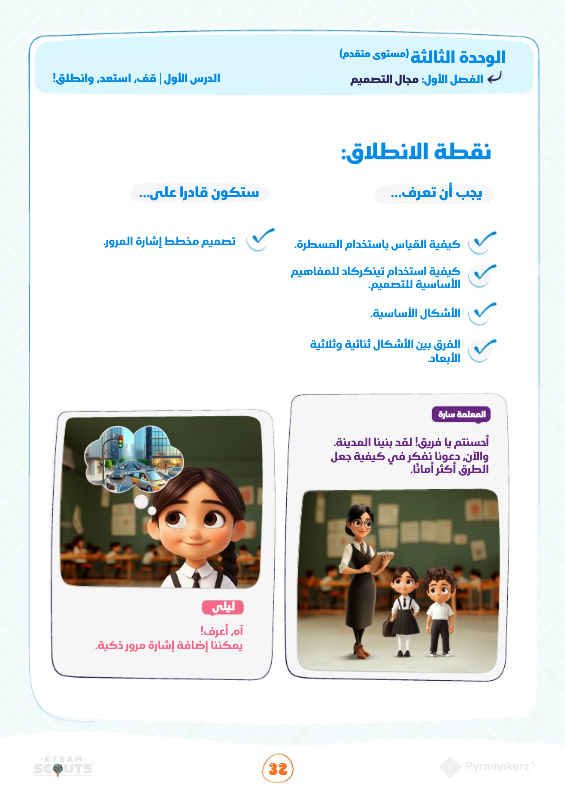 الوحدة الثالثة (مستوى متقدم)
الفصل الأول: مجال التصميم
الدرس الأول | قف، استعد، وانطلق!
نقطة الانطلاق:
يجب أن تعرف...
كيفية القياس باستخدام المسطرة.
كيفية استخدام تينكركاد للمفاهيم
الأساسية للتصميم.
الأشكال الأساسية.
الفرق بين الأشكال ثنائية وثلاثية
الأبعاد.
ستكون قادرا على...
تصميم مخطط إشارة المرور.
المعلمة سارة
أحسنتم يا فريق! لقد بنينا المدينة.
والآن، دعونا نفكر في كيفية جعل
الطرق أكثر أمانًا.
ليلى
آه، أعرف!
يمكننا إضافة إشارة مرور ذكية.
STEAM
SCOUTS
32
Pyramakerz